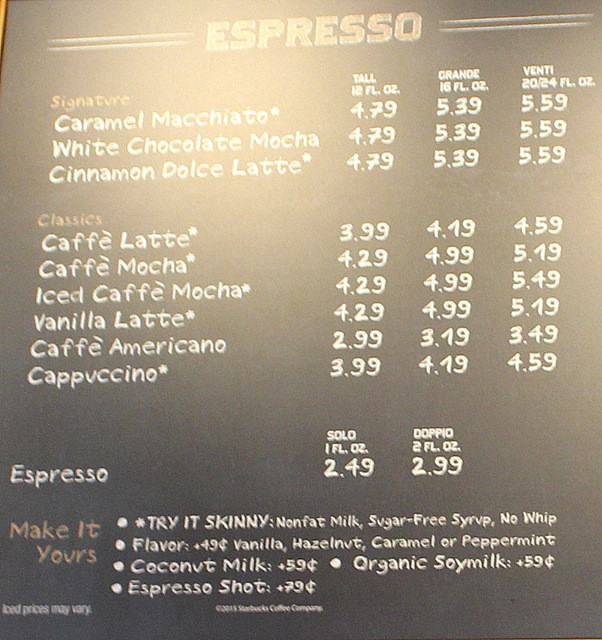 ESPRESSO
TALL GRANDE VENTI
12 FL. OZ. 16 FL. OZ. 20/24 FL. OZ.
Signature
Caramel Macchiato* 4.79 5.39 5.59
White Chocolate Mocha 4.79 5.39 5.59
Cinnamon Dolce Latte* 4.79 5.39 5.59
Classics
Caffè Latte* 3.99 4.19 4.59
Caffè Mocha* 4.29 4.99 5.19
Iced Caffè Mocha* 4.29 4.99 5.49
Vanilla Latte* 4.29 4.99 5.19
Caffè Americano 2.99 3.19 3.49
Cappuccino* 3.99 4.19 4.59
SOLO DOPPIO
1 FL. OZ. 2 FL. OZ.
Espresso 2.49 2.99
Make It Yours
• *TRY IT SKINNY: Nonfat Milk, Sugar-Free Syrup, No Whip
• Flavor: +49¢ Vanilla, Hazelnut, Caramel or Peppermint
• Coconut Milk: +59¢ • Organic Soymilk: +59¢
• Espresso Shot: +79¢
Iced prices may vary. ©2015 Starbucks Coffee Company.